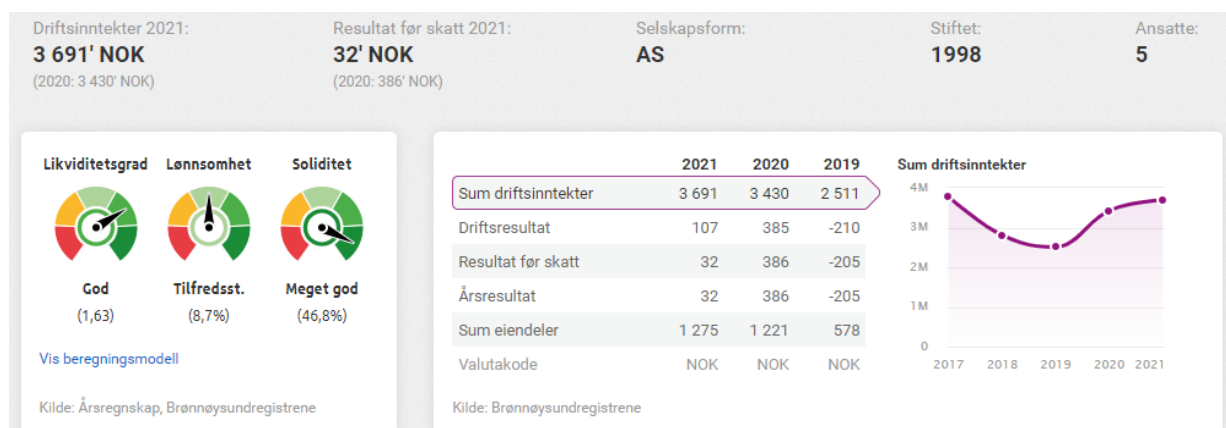 Driftsinntekter 2021:
3 691' NOK
(2020: 3 430' NOK)
Resultat før skatt 2021:
32' NOK
(2020: 386' NOK)
Selskapsform:
AS
Stiftet:
1998
Ansatte:
5
Likviditetsgrad Lønnsomhet Soliditet
God Tilfredsst. Meget god
(1,63) (8,7%) (46,8%)
Vis beregningsmodell
Kilde: Årsregnskap, Brønnøysundregistrene
2021 2020 2019
Sum driftsinntekter 3 691 3 430 2 511
Driftsresultat 107 385 -210
Resultat før skatt 32 386 -205
Årsresultat 32 386 -205
Sum eiendeler 1 275 1 221 578
Valutakode NOK NOK NOK
Kilde: Brønnøysundregistrene
Sum driftsinntekter
4M
3M
2M
1M
0
2017 2018 2019 2020 2021